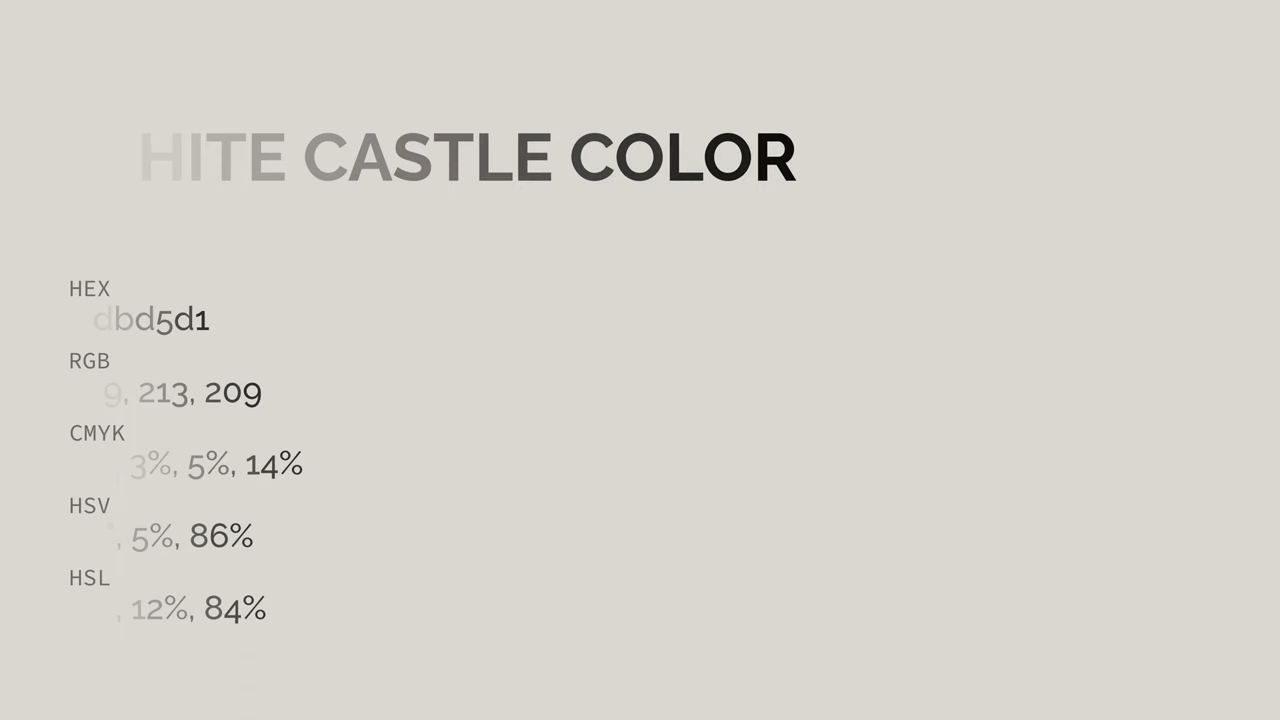 HITE CASTLE COLOR
HEX
dbd5d1
RGB
9, 213, 209
CMYK
, 3%, 5%, 14%
HSV
°, 5%, 86%
HSL
, 12%, 84%